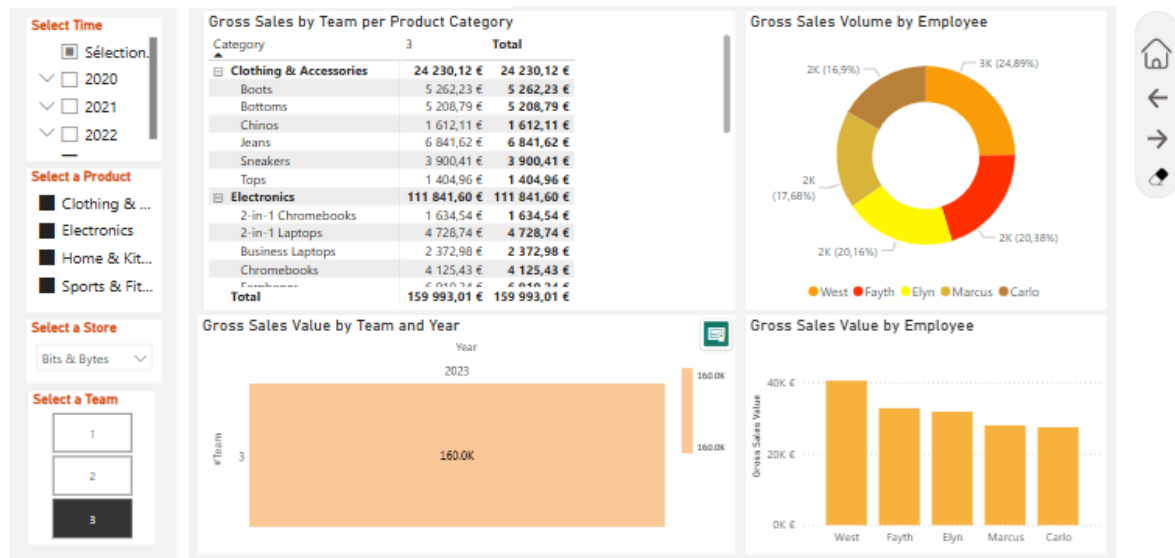 Select Time
Sélection.
2020
2021
2022
Select a Product
Clothing & ...
Electronics
Home & Kit...
Sports & Fit...
Select a Store
Bits & Bytes
Select a Team
1
2
3
Gross Sales by Team per Product Category
Category 3 Total
Clothing & Accessories 24 230,12 € 24 230,12 €
Boots 5 262,23 € 5 262,23 €
Bottoms 5 208,79 € 5 208,79 €
Chinos 1 612,11 € 1 612,11 €
Jeans 6 841,62 € 6 841,62 €
Sneakers 3 900,41 € 3 900,41 €
Tops 1 404,96 € 1 404,96 €
Electronics 111 841,60 € 111 841,60 €
2-in-1 Chromebooks 1 634,54 € 1 634,54 €
2-in-1 Laptops 4 728,74 € 4 728,74 €
Business Laptops 2 372,98 € 2 372,98 €
Chromebooks 4 125,43 € 4 125,43 €
Total 159 993,01 € 159 993,01 €
Gross Sales Volume by Employee
3K (24,89%)
2K (16,9%)
2K
(17,68%)
2K (20,16%)
2K (20,38%)
West Fayth Elyn Marcus Carlo
Gross Sales Value by Team and Year
Year
2023
#Team
3
160.0K
160.0K
160.0K
Gross Sales Value by Employee
Gross Sales Value
40K €
20K €
0K €
West Fayth Elyn Marcus Carlo